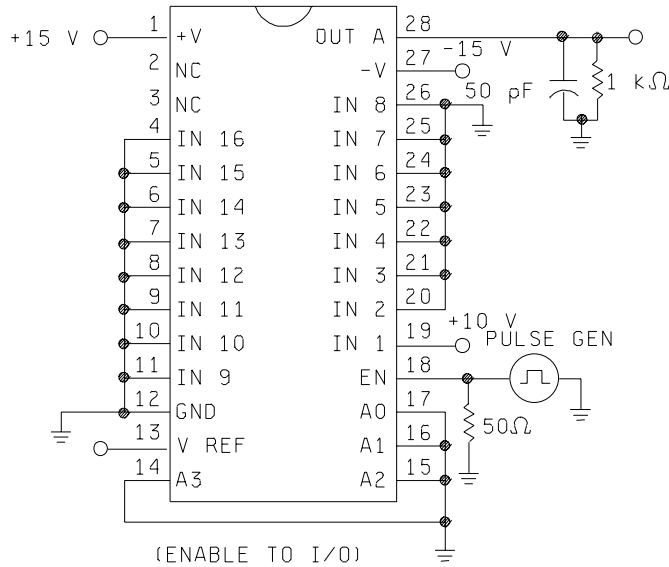 +15 V 1 +V OUT A 28
-15 V
2 NC -V 27
50 pF 1 kΩ
3 NC IN 8 26
4 IN 16 IN 7 25
5 IN 15 IN 6 24
6 IN 14 IN 5 23
7 IN 13 IN 4 22
8 IN 12 IN 3 21
9 IN 11 IN 2 20
+10 V
10 IN 10 IN 1 19
PULSE GEN
11 IN 9 EN 18
12 GND A0 17
50Ω
13 V REF A1 16
14 A3 A2 15
(ENABLE TO I/O)